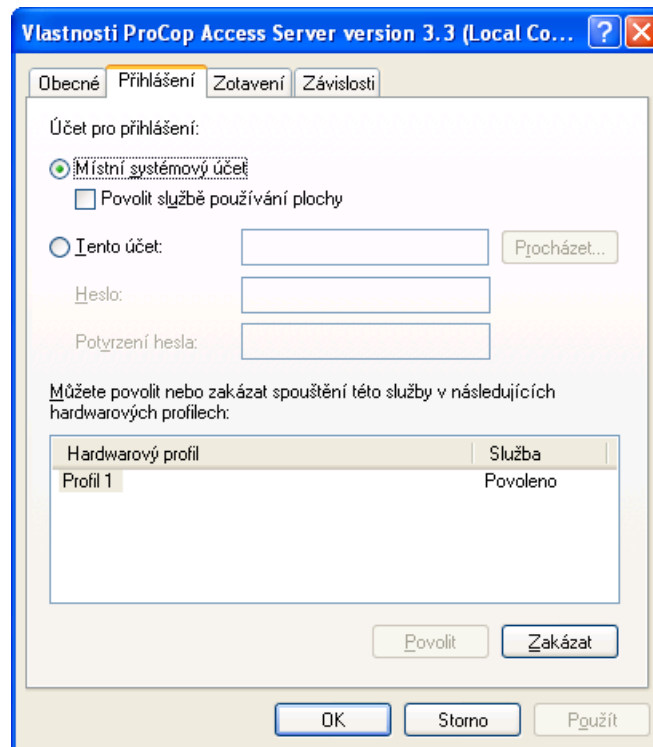 Vlastnosti ProCop Access Server version 3.3 (Local Co...
Obecné Přihlášení Zotavení Závislosti
Účet pro přihlášení:
Místní systémový účet
Povolit službě používání plochy
Tento účet: Procházet...
Heslo:
Potvrzení hesla:
Můžete povolit nebo zakázat spouštění této služby v následujících
hardwarových profilech:
Hardwarový profil Služba
Profil 1 Povoleno
Povolit Zakázat
OK Storno Použít